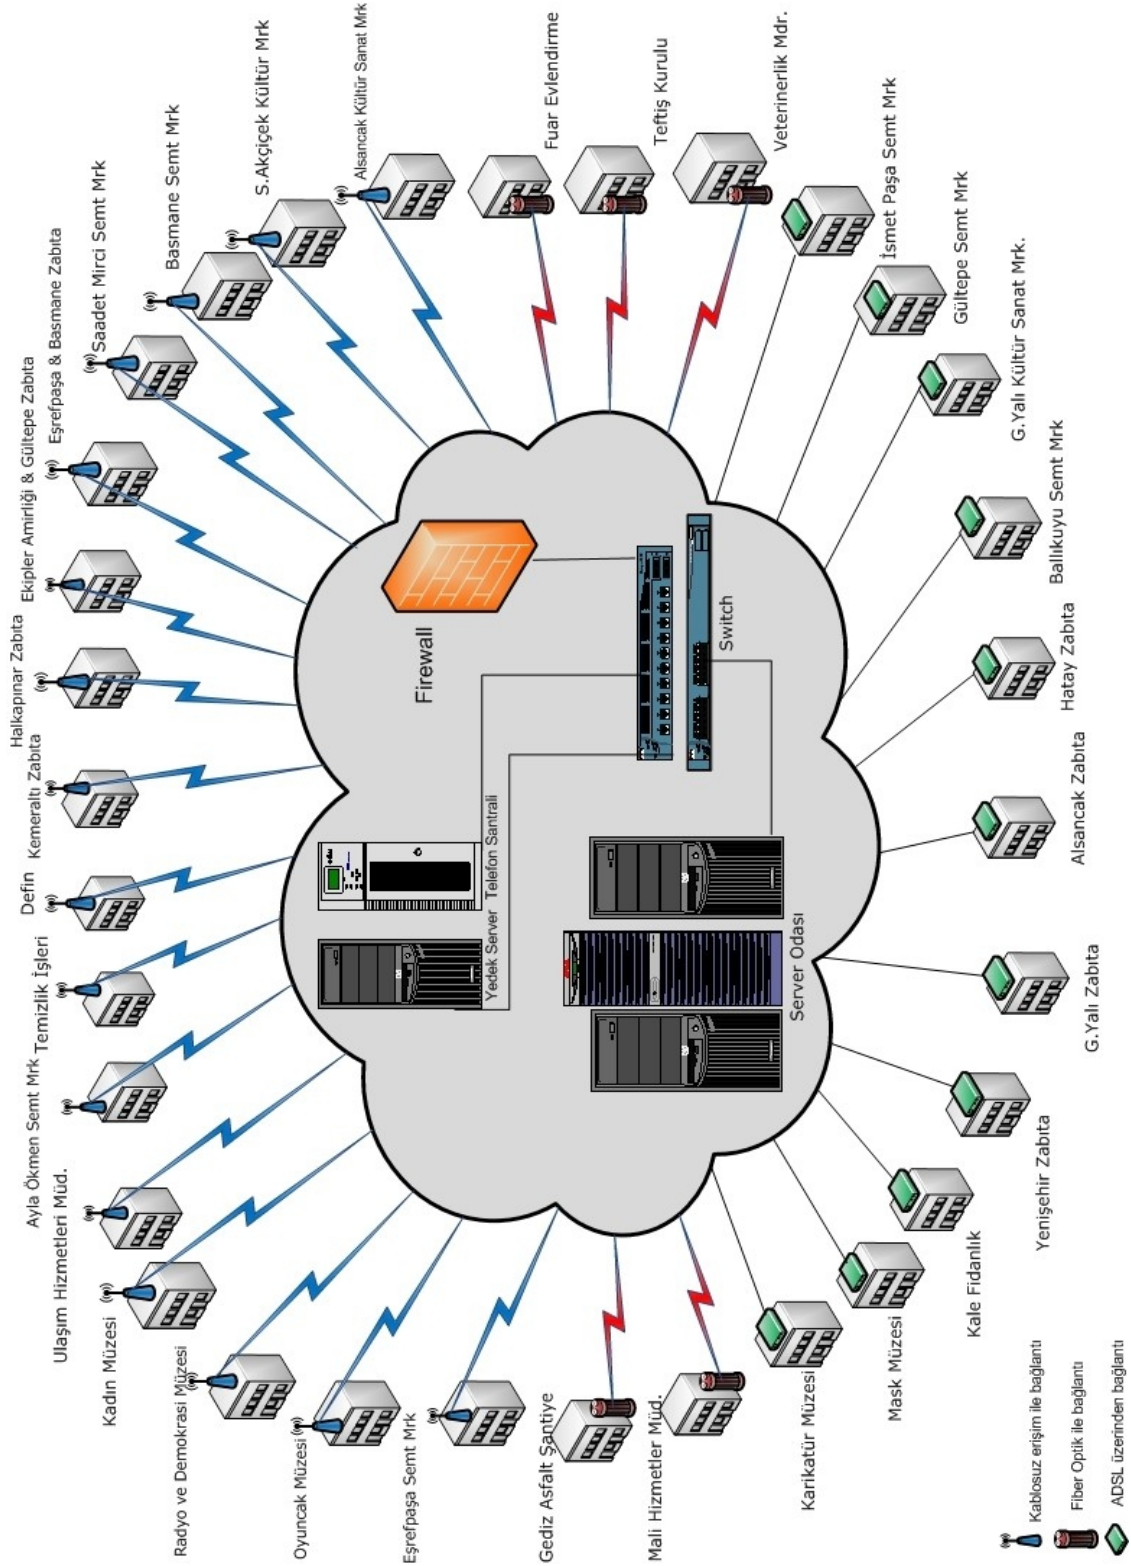 Eşrefpaşa Semt Mrk
Oyuncak Müzesi
Radyo ve Demokrasi Müzesi
Kadın Müzesi
Ulaşım Hizmetleri Müd.
Ayla Ökmen Semt Mrk
Temizlik İşleri
Defin
Kemeraltı Zabıta
Halkapınar Zabıta
Ekipler Amirliği & Gültepe Zabıta
Eşrefpaşa & Basmane Zabıta
Saadet Mirci Semt Mrk
Basmane Semt Mrk
S.Akçiçek Kültür Mrk
Alsancak Kültür Sanat Mrk
Fuar Evlendirme
Teftiş Kurulu
Veterinerlik Mdr.
İsmet Paşa Semt Mrk
Gültepe Semt Mrk
G.Yalı Kültür Sanat Mrk.
Ballıkuyu Semt Mrk
Hatay Zabıta
Alsancak Zabıta
G.Yalı Zabıta
Yenişehir Zabıta
Kale Fidanlık
Mask Müzesi
Karikatür Müzesi
Mali Hizmetler Müd.
Gediz Asfalt Şantiye
Firewall
Yedek Server
Telefon Santrali
Switch
Server Odası
Kablosuz erişim ile bağlantı
Fiber Optik ile bağlantı
ADSL üzerinden bağlantı